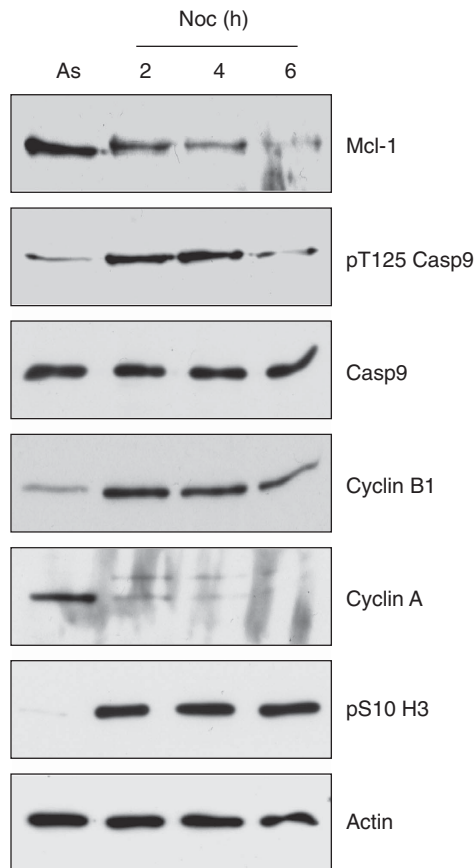 Noc (h)
As 2 4 6
Mcl-1
pT125 Casp9
Casp9
Cyclin B1
Cyclin A
pS10 H3
Actin